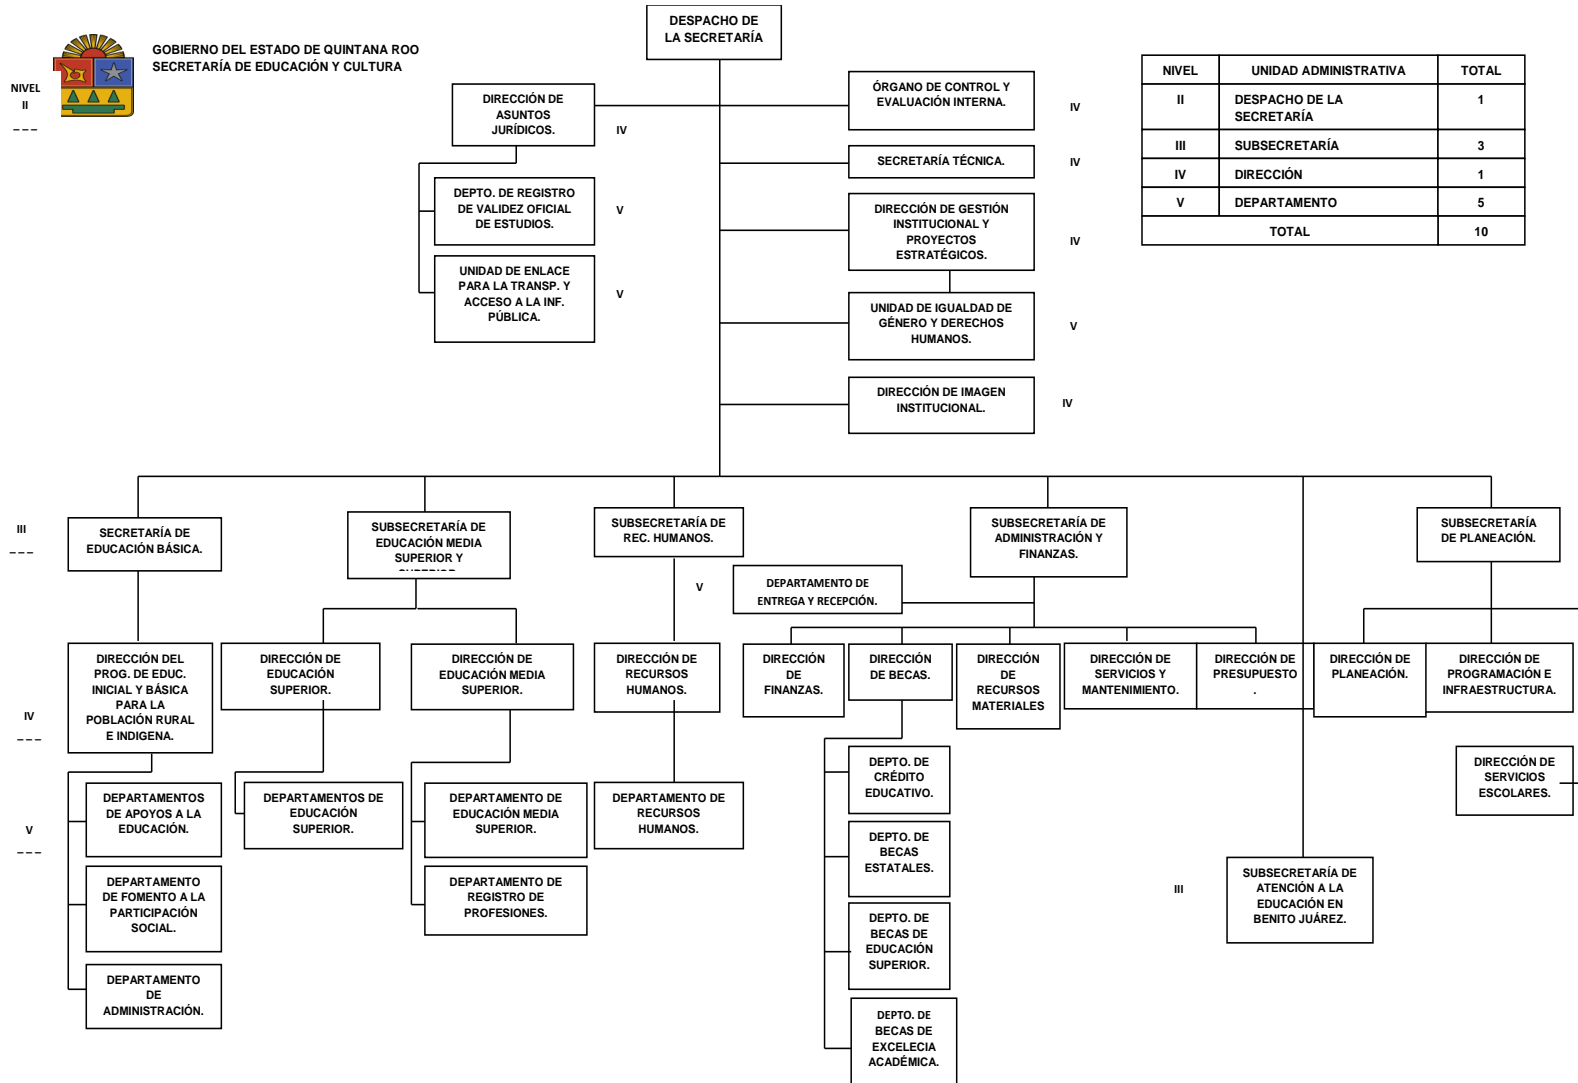 DESPACHO DE
LA SECRETARÍA
GOBIERNO DEL ESTADO DE QUINTANA ROO
SECRETARÍA DE EDUCACIÓN Y CULTURA
NIVEL
II
---
NIVEL UNIDAD ADMINISTRATIVA TOTAL
II DESPACHO DE LA 1
SECRETARÍA
III SUBSECRETARÍA 3
IV DIRECCIÓN 1
V DEPARTAMENTO 5
TOTAL 10
DIRECCIÓN DE
ASUNTOS
JURÍDICOS.
IV
DEPTO. DE REGISTRO
DE VALIDEZ OFICIAL
DE ESTUDIOS.
V
UNIDAD DE ENLACE
PARA LA TRANSP. Y
ACCESO A LA INF.
PÚBLICA.
V
ÓRGANO DE CONTROL Y
EVALUACIÓN INTERNA.
IV
SECRETARÍA TÉCNICA.
IV
DIRECCIÓN DE GESTIÓN
INSTITUCIONAL Y
PROYECTOS
ESTRATÉGICOS.
IV
UNIDAD DE IGUALDAD DE
GÉNERO Y DERECHOS
HUMANOS.
V
DIRECCIÓN DE IMAGEN
INSTITUCIONAL.
IV
III
---
SECRETARÍA DE
EDUCACIÓN BÁSICA.
SUBSECRETARÍA DE
EDUCACIÓN MEDIA
SUPERIOR Y
SUBSECRETARÍA DE
REC. HUMANOS.
SUBSECRETARÍA DE
ADMINISTRACIÓN Y
FINANZAS.
SUBSECRETARÍA
DE PLANEACIÓN.
V
DEPARTAMENTO DE
ENTREGA Y RECEPCIÓN.
IV
---
DIRECCIÓN DEL
PROG. DE EDUC.
INICIAL Y BÁSICA
PARA LA
POBLACIÓN RURAL
E INDIGENA.
DIRECCIÓN DE
EDUCACIÓN
SUPERIOR.
DIRECCIÓN DE
EDUCACIÓN MEDIA
SUPERIOR.
DIRECCIÓN DE
RECURSOS
HUMANOS.
DIRECCIÓN
DE
FINANZAS.
DIRECCIÓN
DE BECAS.
DIRECCIÓN
DE
RECURSOS
MATERIALES
DIRECCIÓN DE
SERVICIOS Y
MANTENIMIENTO.
DIRECCIÓN DE
PRESUPUESTO
.
DIRECCIÓN DE
PLANEACIÓN.
DIRECCIÓN DE
PROGRAMACIÓN E
INFRAESTRUCTURA.
DIRECCIÓN DE
SERVICIOS
ESCOLARES.
V
---
DEPARTAMENTOS
DE APOYOS A LA
EDUCACIÓN.
DEPARTAMENTO
DE FOMENTO A LA
PARTICIPACIÓN
SOCIAL.
DEPARTAMENTO
DE
ADMINISTRACIÓN.
DEPARTAMENTOS DE
EDUCACIÓN
SUPERIOR.
DEPARTAMENTO DE
EDUCACIÓN MEDIA
SUPERIOR.
DEPARTAMENTO DE
REGISTRO DE
PROFESIONES.
DEPARTAMENTO DE
RECURSOS
HUMANOS.
DEPTO. DE
CRÉDITO
EDUCATIVO.
DEPTO. DE
BECAS
ESTATALES.
DEPTO. DE
BECAS DE
EDUCACIÓN
SUPERIOR.
DEPTO. DE
BECAS DE
EXCELECIA
ACADÉMICA.
III
SUBSECRETARÍA DE
ATENCIÓN A LA
EDUCACIÓN EN
BENITO JUÁREZ.